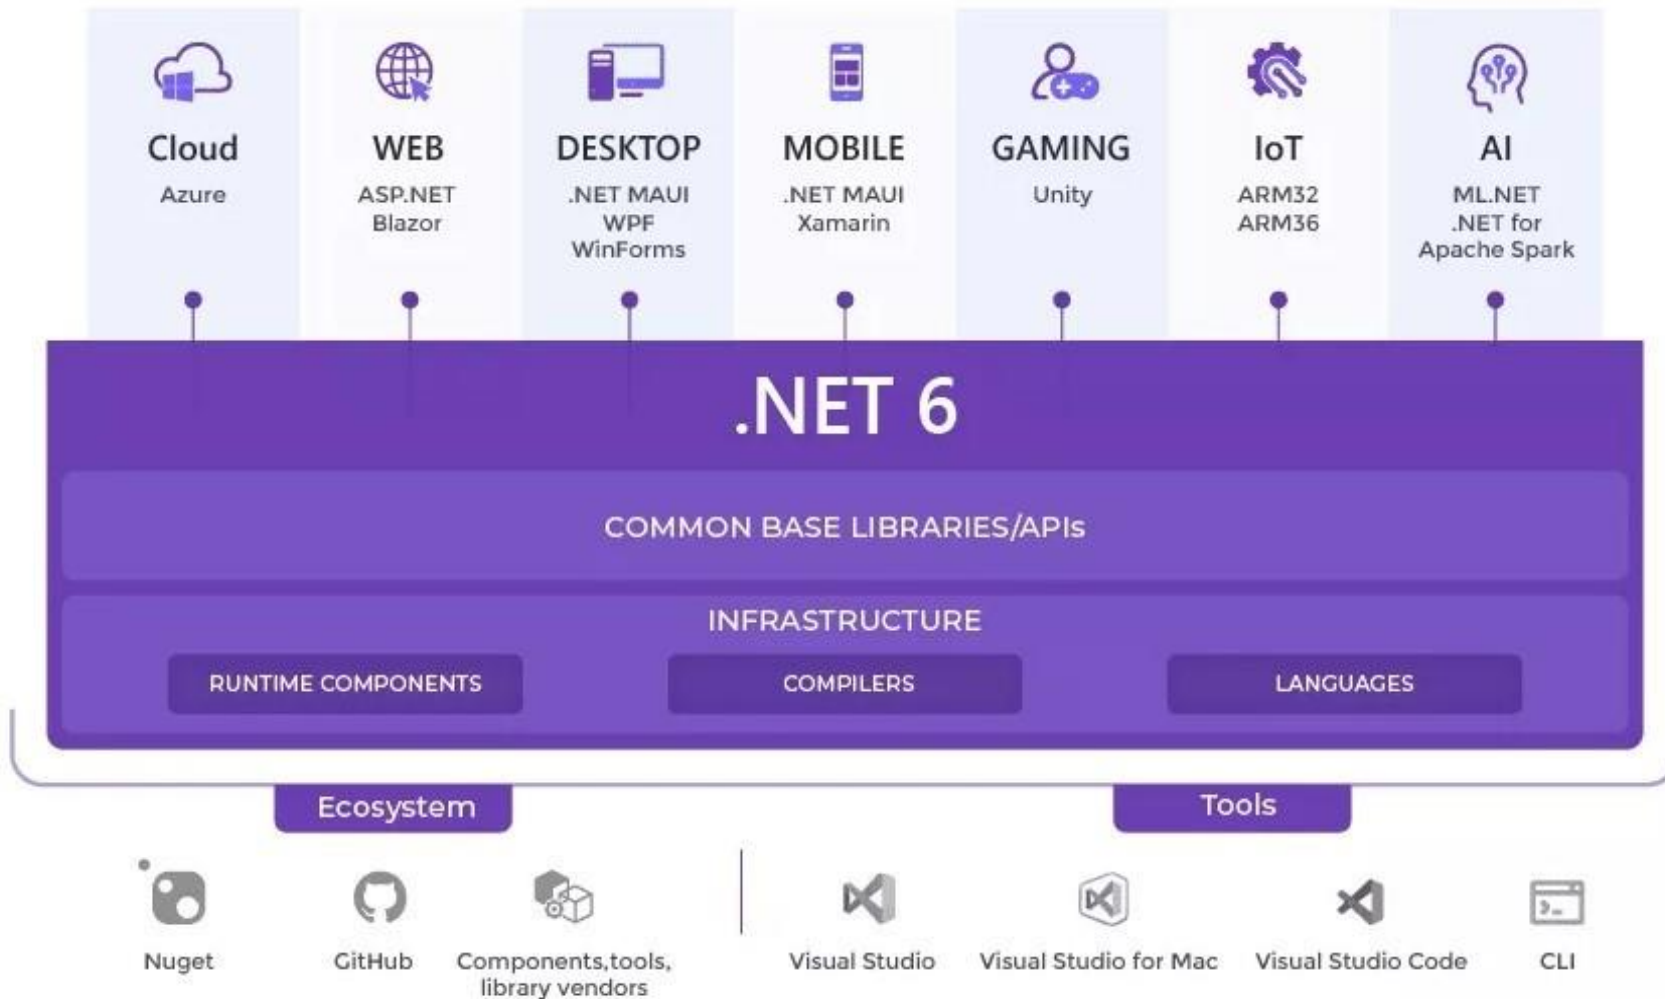 Cloud
Azure
WEB
ASP.NET
Blazor
DESKTOP
.NET MAUI
WPF
WinForms
MOBILE
.NET MAUI
Xamarin
GAMING
Unity
IoT
ARM32
ARM36
AI
ML.NET
.NET for
Apache Spark
.NET 6
COMMON BASE LIBRARIES/APIs
INFRASTRUCTURE
RUNTIME COMPONENTS
COMPILERS
LANGUAGES
Ecosystem
Nuget
GitHub
Components,tools,
library vendors
Tools
Visual Studio
Visual Studio for Mac
Visual Studio Code
CLI